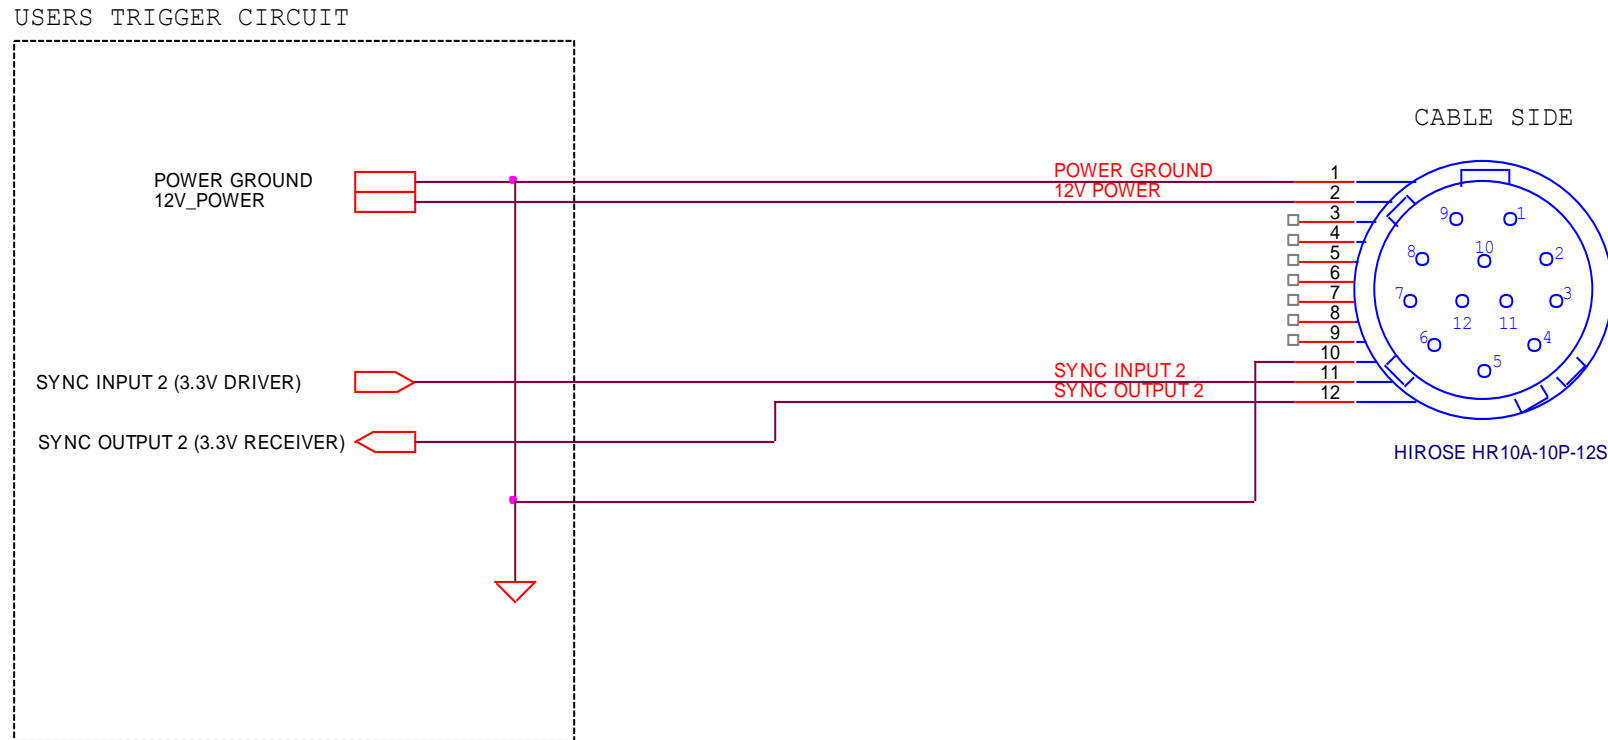 USERS TRIGGER CIRCUIT
CABLE SIDE
POWER GROUND
12V_POWER
POWER GROUND
12V POWER
1
2
3
4
5
6
7
8
9
10
11
12
9
1
8
10
2
7
3
12
11
6
4
5
SYNC INPUT 2 (3.3V DRIVER)
SYNC INPUT 2
SYNC OUTPUT 2
SYNC OUTPUT 2 (3.3V RECEIVER)
HIROSE HR10A-10P-12S